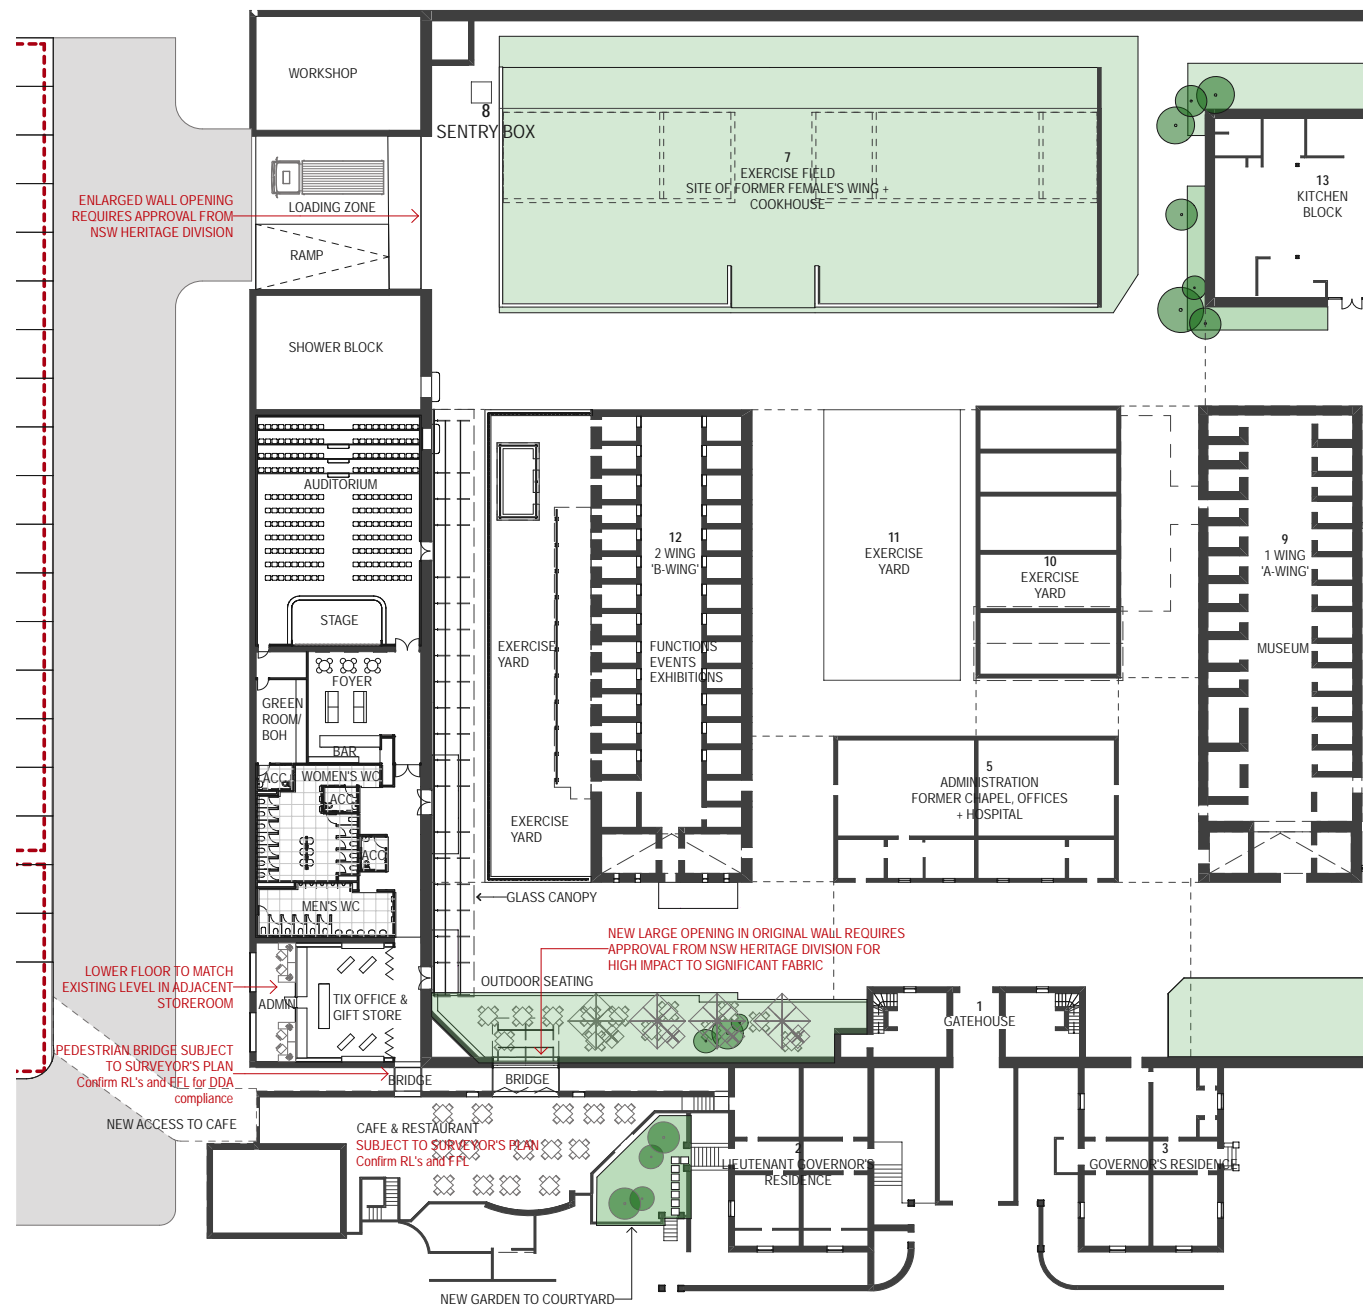 WORKSHOP
8
SENTRY BOX
7
EXERCISE FIELD
SITE OF FORMER FEMALE'S WING +
COOKHOUSE
13
KITCHEN
BLOCK
ENLARGED WALL OPENING
REQUIRES APPROVAL FROM
NSW HERITAGE DIVISION
LOADING ZONE
RAMP
SHOWER BLOCK
AUDITORIUM
STAGE
12
2 WING
'B-WING'
11
EXERCISE
YARD
10
EXERCISE
YARD
9
1 WING
'A-WING'
EXERCISE
YARD
FUNCTIONS
EVENTS
EXHIBITIONS
MUSEUM
FOYER
GREEN
ROOM/
BOH
BAR
ACC
WOMEN'S WC
ACC
ACC
EXERCISE
YARD
5
ADMINISTRATION
FORMER CHAPEL, OFFICES
+ HOSPITAL
MEN'S WC
GLASS CANOPY
NEW LARGE OPENING IN ORIGINAL WALL REQUIRES
APPROVAL FROM NSW HERITAGE DIVISION FOR
HIGH IMPACT TO SIGNIFICANT FABRIC
LOWER FLOOR TO MATCH
EXISTING LEVEL IN ADJACENT
STOREROOM
OUTDOOR SEATING
ADMN
TIX OFFICE &
GIFT STORE
1
GATEHOUSE
PEDESTRIAN BRIDGE SUBJECT
TO SURVEYOR'S PLAN
Confirm RL's and FFL for DDA
compliance
BRIDGE
BRIDGE
NEW ACCESS TO CAFE
CAFE & RESTAURANT
SUBJECT TO SURVEYOR'S PLAN
Confirm RL's and FFL
2
LIEUTENANT GOVERNOR'S
RESIDENCE
3
GOVERNOR'S RESIDENCE
NEW GARDEN TO COURTYARD